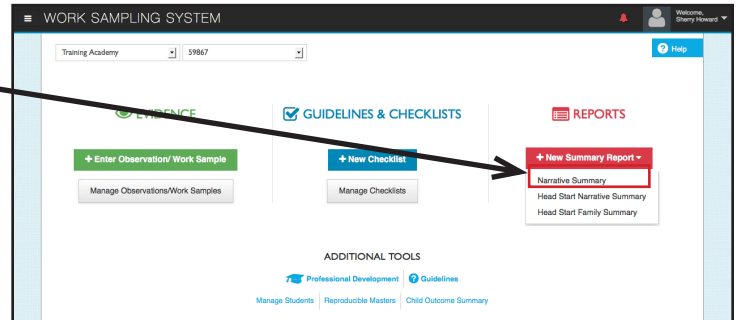 WORK SAMPLING SYSTEM
Welcome,
Sherry Howard
Training Academy
59867
Help
EVIDENCE
GUIDELINES & CHECKLISTS
REPORTS
+ Enter Observation/ Work Sample
+ New Checklist
+ New Summary Report
Manage Observations/Work Samples
Manage Checklists
Narrative Summary
Head Start Narrative Summary
Head Start Family Summary
ADDITIONAL TOOLS
Professional Development
Guidelines
Manage Students
Reproducible Masters
Child Outcome Summary